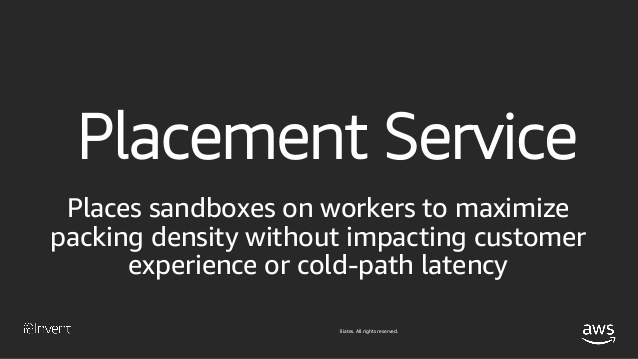 Placement Service
Places sandboxes on workers to maximize
packing density without impacting customer
experience or cold-path latency
re:Invent
iliates. All rights reserved.
aws